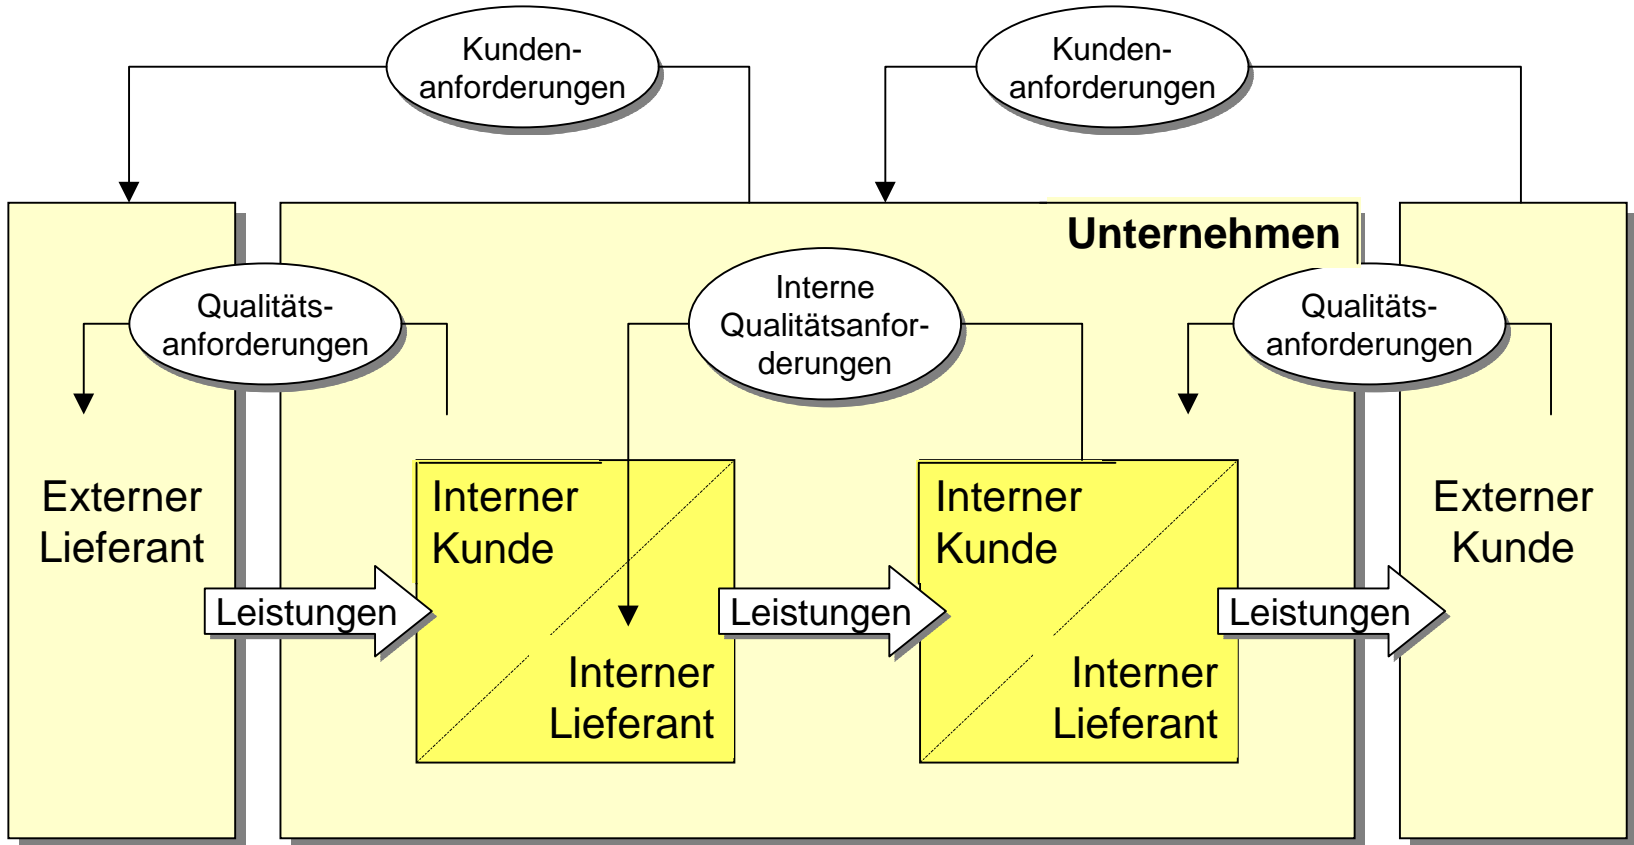 Kunden-
anforderungen
Kunden-
anforderungen
Unternehmen
Qualitäts-
anforderungen
Interne
Qualitätsanfor-
derungen
Qualitäts-
anforderungen
Externer
Lieferant
Interner
Kunde
Interner
Kunde
Externer
Kunde
Leistungen
Leistungen
Leistungen
Interner
Lieferant
Interner
Lieferant